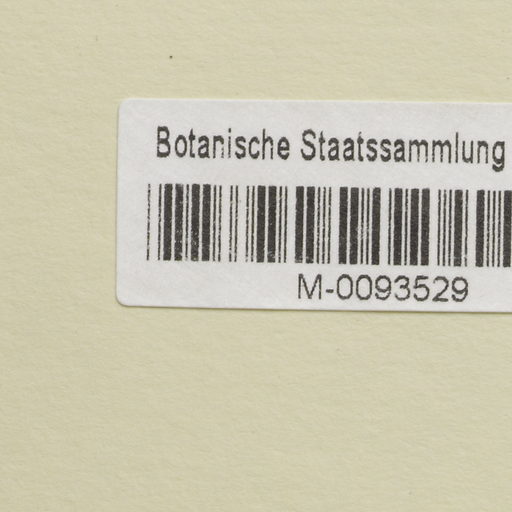 Botanische Staatssammlung
M-0093529